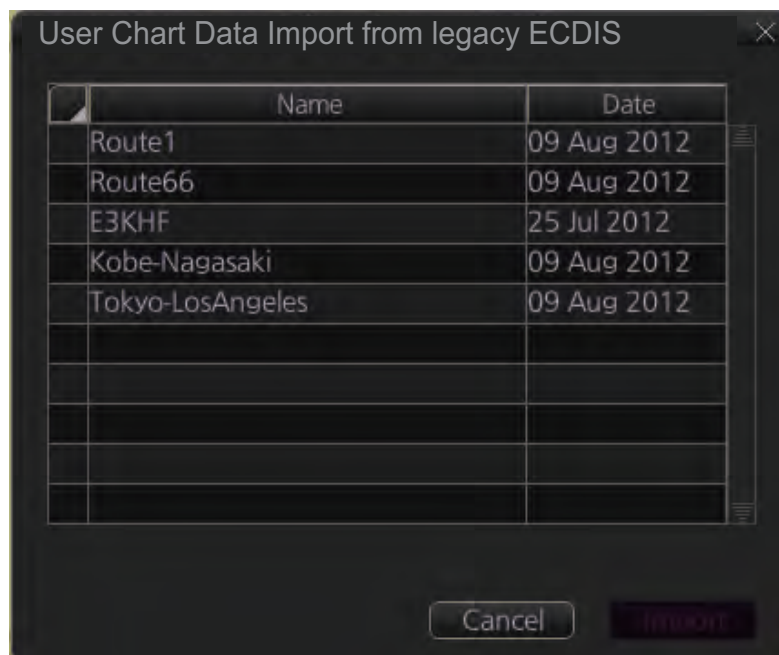 User Chart Data Import from legacy ECDIS
Name Date
Route1 09 Aug 2012
Route66 09 Aug 2012
E3KHF 25 Jul 2012
Kobe-Nagasaki 09 Aug 2012
Tokyo-LosAngeles 09 Aug 2012
Cancel Import